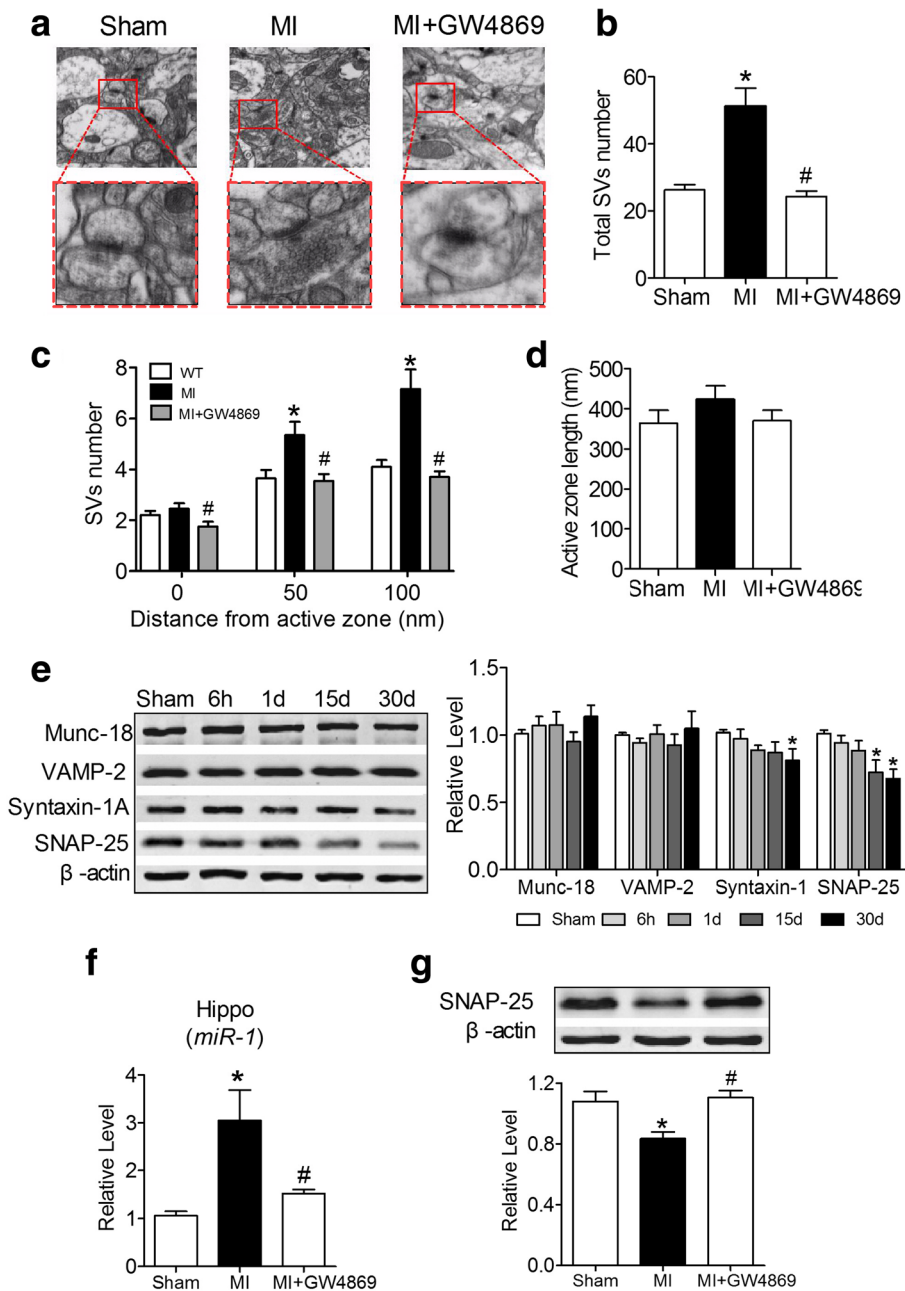 a
Sham MI MI+GW4869
b
Total SVs number
60
40
20
0
*
#
Sham MI MI+GW4869
c
SVs number
8
6
4
2
0
WT
MI
MI+GW4869
#
*
#
*
#
0 50 100
Distance from active zone (nm)
d
Active zone length (nm)
500
400
300
200
100
0
Sham MI MI+GW4869
e
Sham 6h 1d 15d 30d
Munc-18
VAMP-2
Syntaxin-1A
SNAP-25
β -actin
Relative Level
1.5
1.0
0.5
0.0
*
*
*
Munc-18 VAMP-2 Syntaxin-1 SNAP-25
Sham 6h 1d 15d 30d
f
Hippo
(miR-1)
Relative Level
4
3
2
1
0
*
#
Sham MI MI+GW4869
g
SNAP-25
β -actin
Relative Level
1.2
0.8
0.4
0.0
*
#
Sham MI MI+GW4869